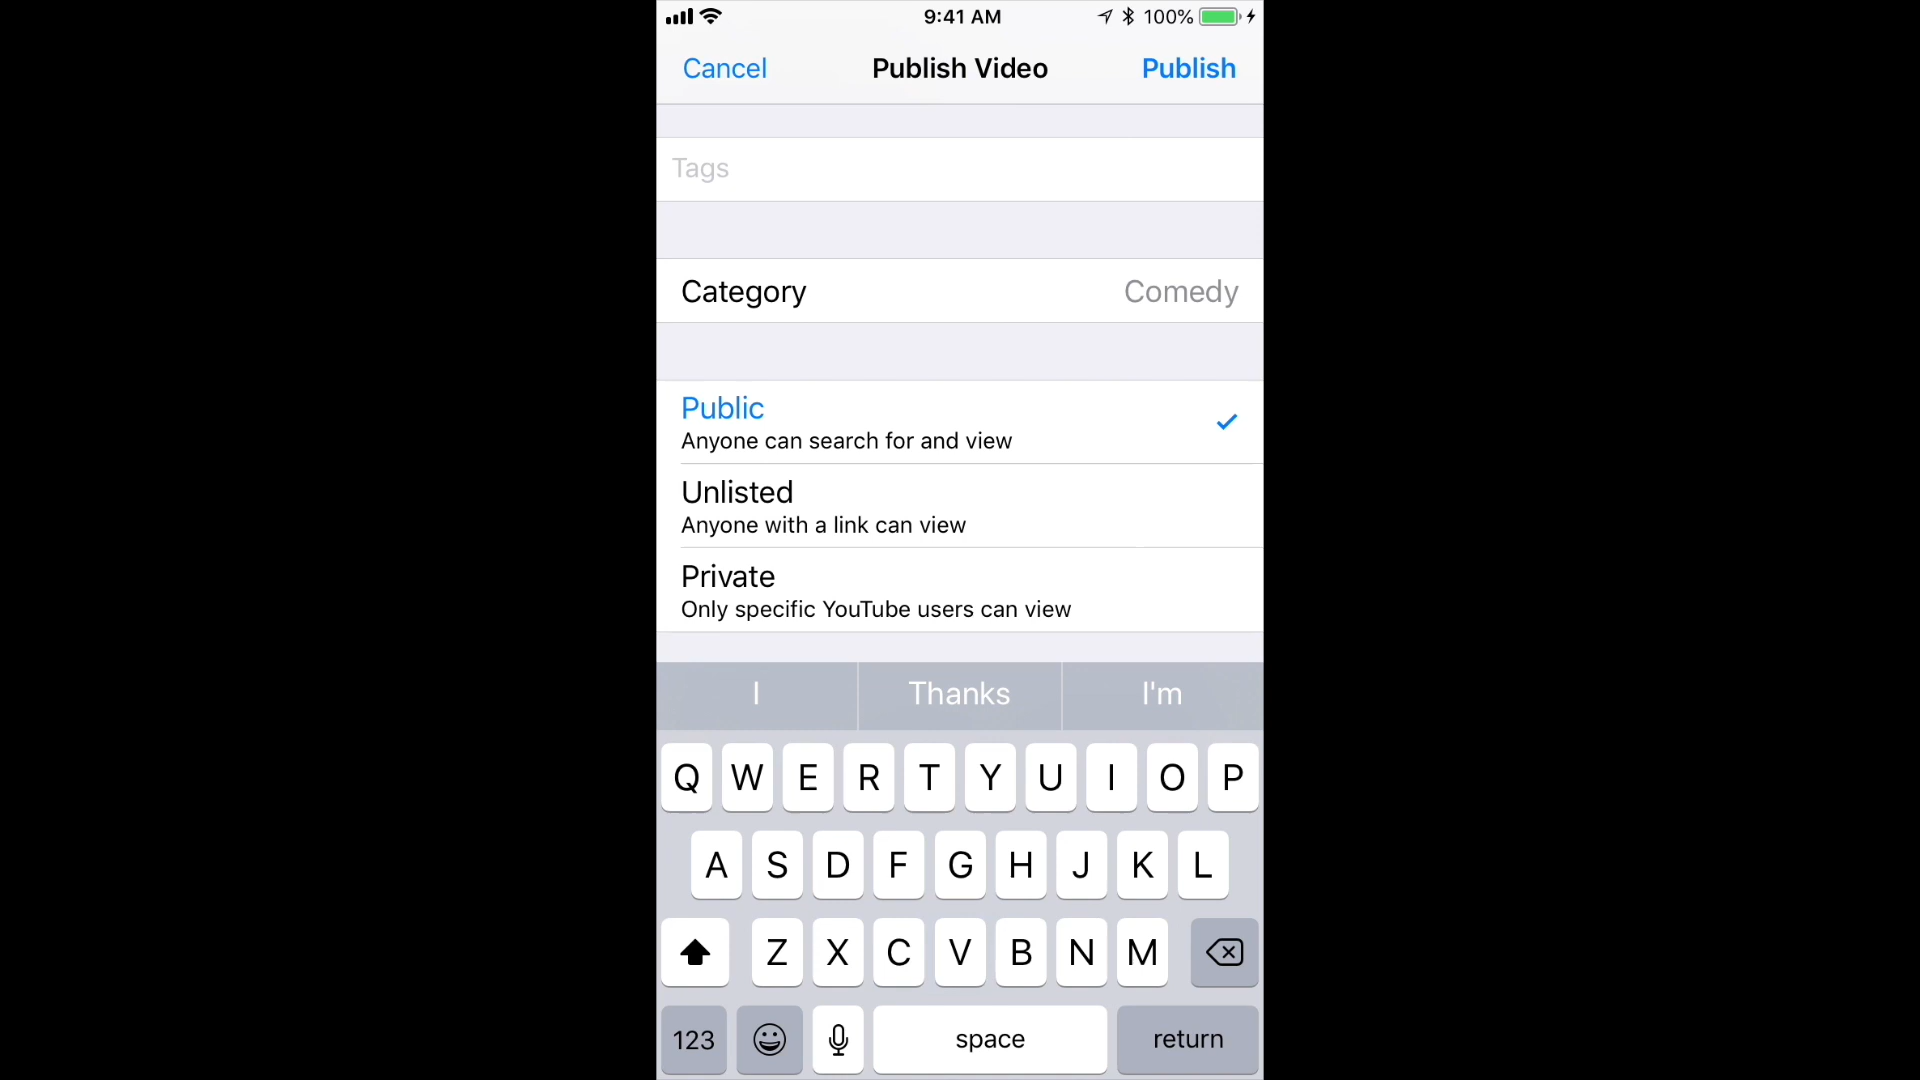 9:41 AM 100%
Cancel Publish Video Publish
Tags
Category Comedy
Public
Anyone can search for and view
Unlisted
Anyone with a link can view
Private
Only specific YouTube users can view
I Thanks I'm
Q W E R T Y U I O P
A S D F G H J K L
Z X C V B N M
123 space return